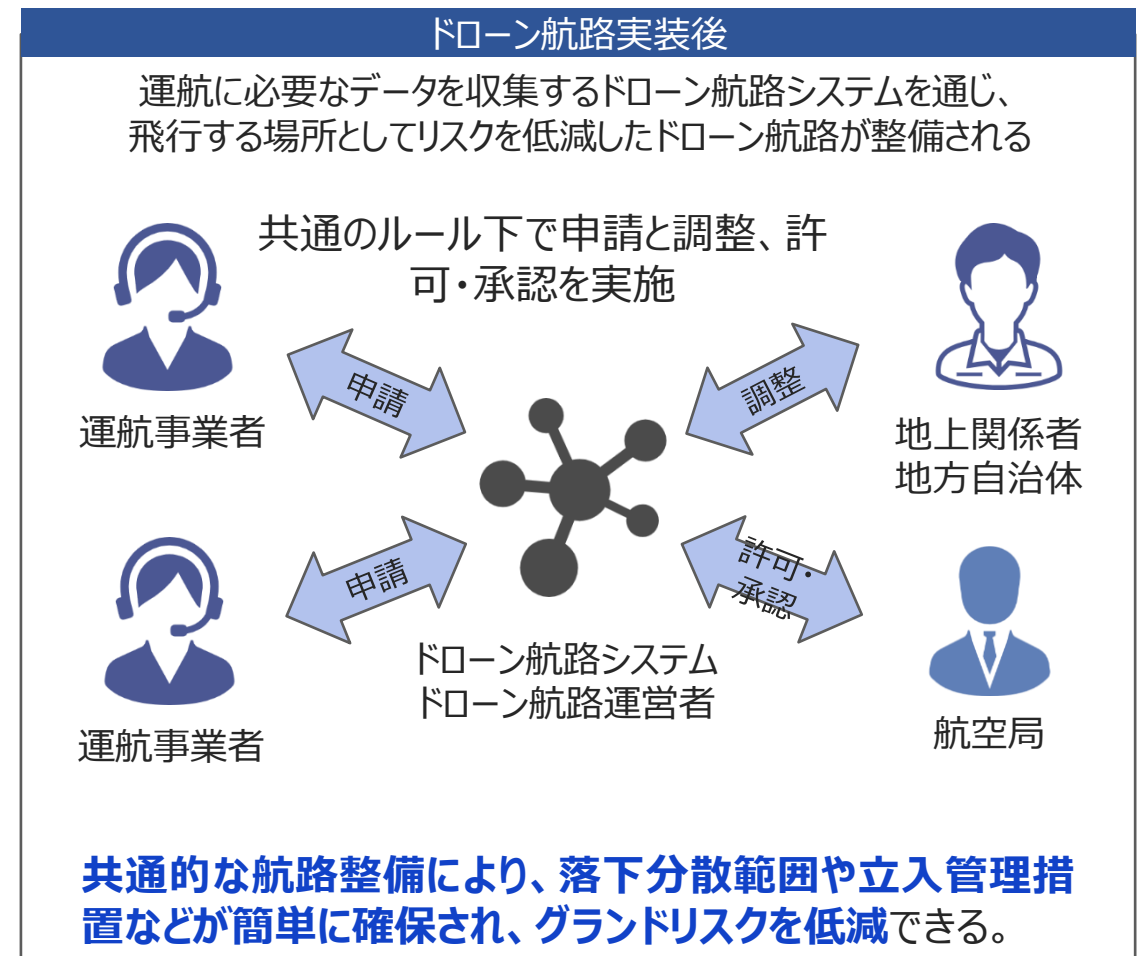 ドローン航路実装後
運航に必要なデータを収集するドローン航路システムを通じ、
飛行する場所としてリスクを低減したドローン航路が整備される
共通のルール下で申請と調整、許
可・承認を実施
申請
調整
運航事業者
地上関係者
地方自治体
申請
許可・
承認
ドローン航路システム
ドローン航路運営者
運航事業者
航空局
共通的な航路整備により、落下分散範囲や立入管理措
置などが簡単に確保され、グランドリスクを低減できる。